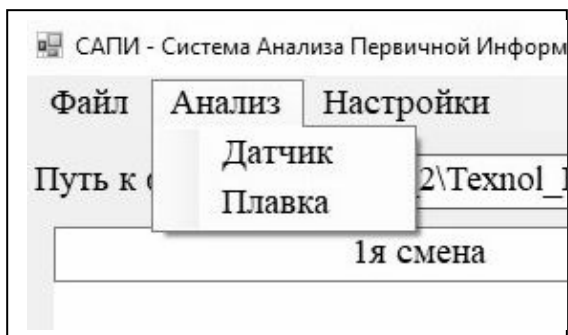 САПИ - Система Анализа Первичной Информ
Файл Анализ Настройки
Датчик
Путь к 2\Texnol_
Плавка
1я смена